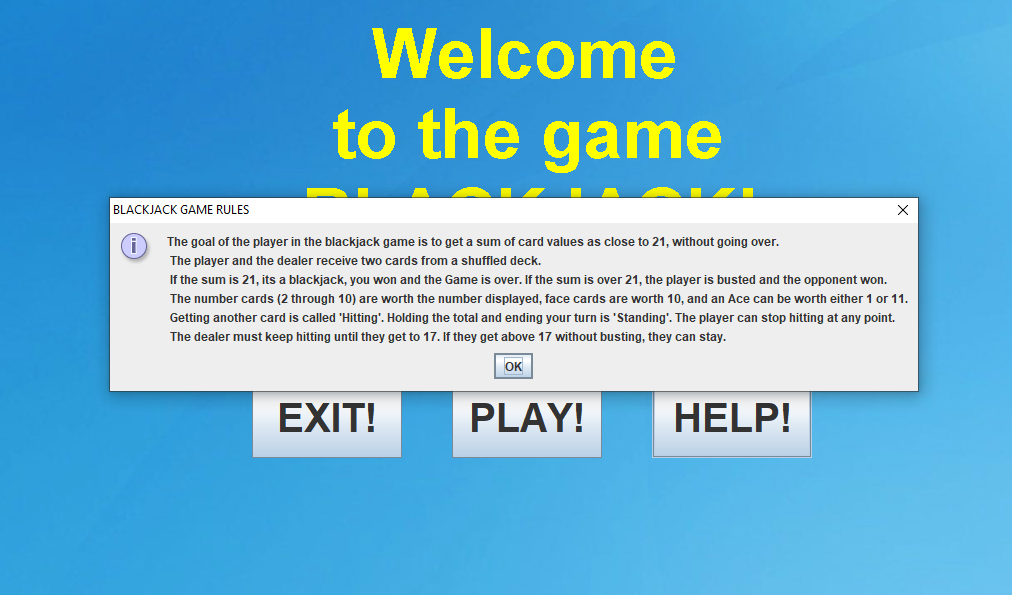 Welcome
to the game
BLACKJACK GAME RULES
The goal of the player in the blackjack game is to get a sum of card values as close to 21, without going over.
The player and the dealer receive two cards from a shuffled deck.
If the sum is 21, its a blackjack, you won and the Game is over. If the sum is over 21, the player is busted and the opponent won.
The number cards (2 through 10) are worth the number displayed, face cards are worth 10, and an Ace can be worth either 1 or 11.
Getting another card is called 'Hitting'. Holding the total and ending your turn is 'Standing'. The player can stop hitting at any point.
The dealer must keep hitting until they get to 17. If they get above 17 without busting, they can stay.
OK
EXIT! PLAY! HELP!